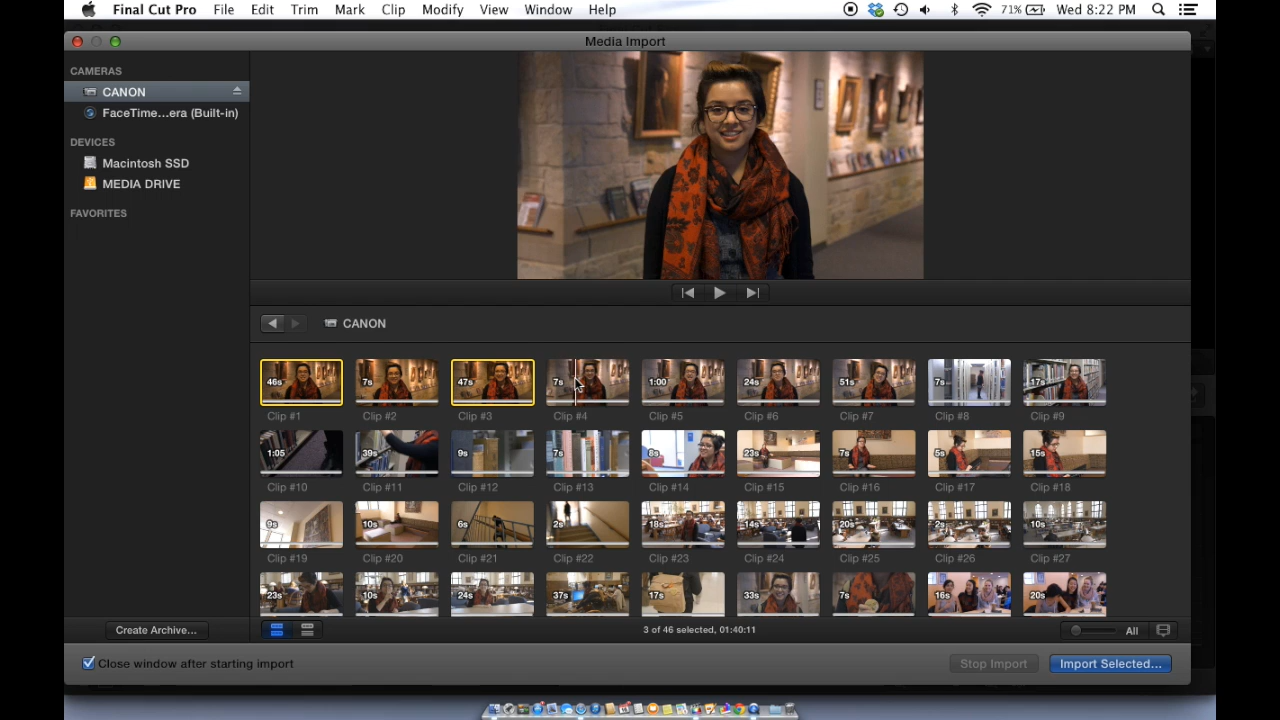 Final Cut Pro File Edit Trim Mark Clip Modify View Window Help 71% Wed 8:22 PM
Media Import
CAMERAS
CANON
FaceTime...era (Built-in)
DEVICES
Macintosh SSD
MEDIA DRIVE
FAVORITES
CANON
46s 7s 47s 7s 1:00 24s 51s 7s 17s
Clip #1 Clip #2 Clip #3 Clip #4 Clip #5 Clip #6 Clip #7 Clip #8 Clip #9
1:05 39s 9s 7s 8s 23s 7s 5s 15s
Clip #10 Clip #11 Clip #12 Clip #13 Clip #14 Clip #15 Clip #16 Clip #17 Clip #18
9s 10s 6s 2s 18s 14s 20s 2s 10s
Clip #19 Clip #20 Clip #21 Clip #22 Clip #23 Clip #24 Clip #25 Clip #26 Clip #27
23s 10s 24s 37s 17s 33s 7s 16s 20s
Create Archive... 3 of 46 selected, 01:40:11 All
Close window after starting import Stop Import Import Selected...